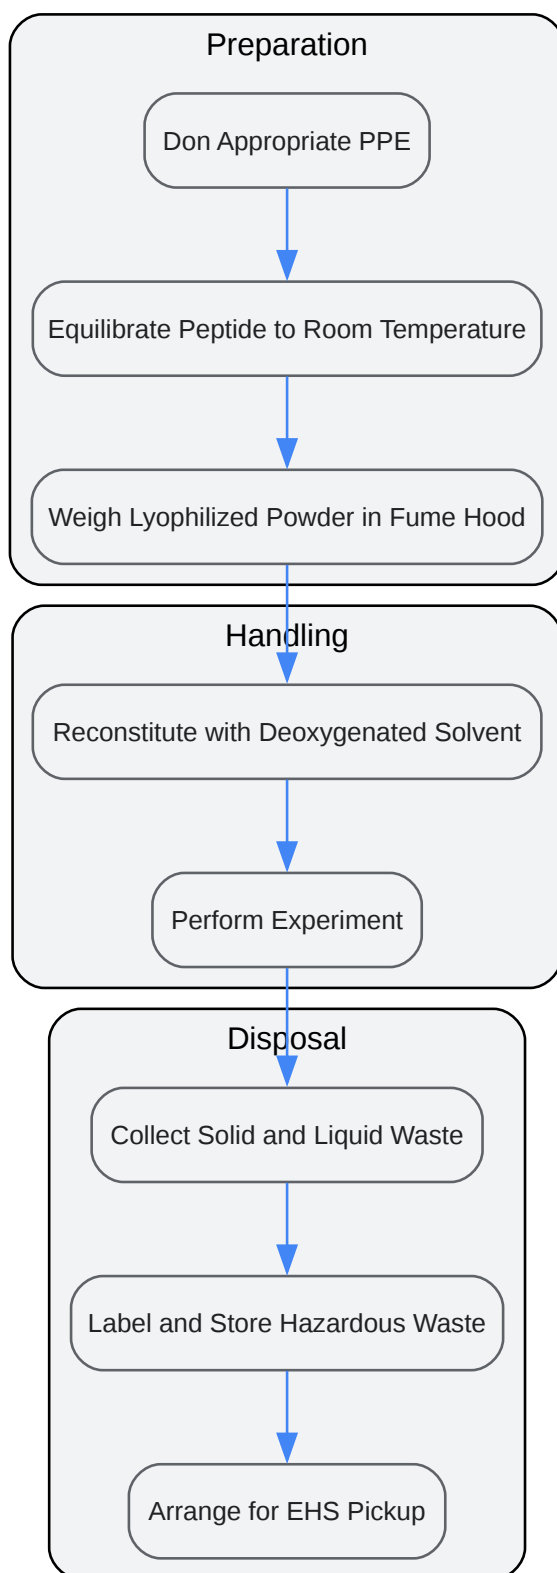 Preparation
Don Appropriate PPE
Equilibrate Peptide to Room Temperature
Weigh Lyophilized Powder in Fume Hood
Handling
Reconstitute with Deoxygenated Solvent
Perform Experiment
Disposal
Collect Solid and Liquid Waste
Label and Store Hazardous Waste
Arrange for EHS Pickup